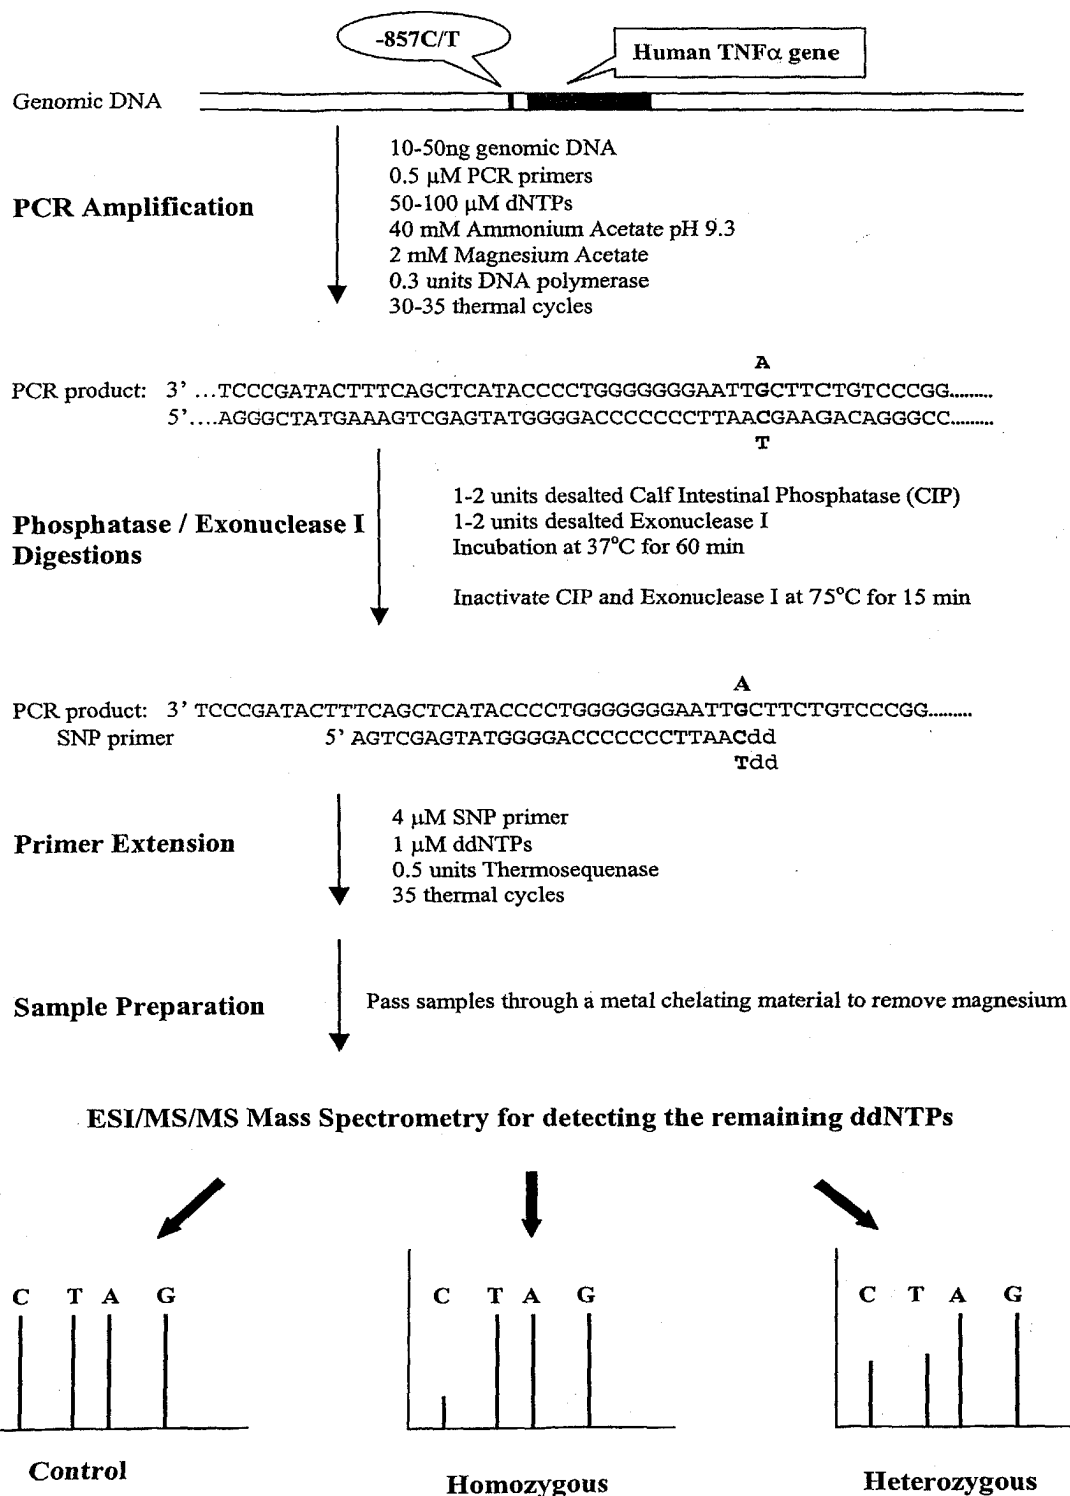 -857C/T
Human TNFα gene
Genomic DNA
10-50ng genomic DNA
0.5 μM PCR primers
50-100 μM dNTPs
40 mM Ammonium Acetate pH 9.3
2 mM Magnesium Acetate
0.3 units DNA polymerase
30-35 thermal cycles
PCR Amplification
A
PCR product: 3' ...TCCCGATACTTTCAGCTCATACCCCTGGGGGGGAATTGCTTCTGTCCCGG.........
5'....AGGGCTATGAAAGTCGAGTATGGGGACCCCCCCTTAACGAAGACAGGGCC.........
T
Phosphatase / Exonuclease I
Digestions
1-2 units desalted Calf Intestinal Phosphatase (CIP)
1-2 units desalted Exonuclease I
Incubation at 37°C for 60 min
Inactivate CIP and Exonuclease I at 75°C for 15 min
A
PCR product: 3' TCCCGATACTTTCAGCTCATACCCCTGGGGGGGAATTGCTTCTGTCCCGG.........
SNP primer 5' AGTCGAGTATGGGGACCCCCCCTTAACdd
Tdd
Primer Extension
4 μM SNP primer
1 μM ddNTPs
0.5 units Thermosequenase
35 thermal cycles
Sample Preparation
Pass samples through a metal chelating material to remove magnesium
ESI/MS/MS Mass Spectrometry for detecting the remaining ddNTPs
C T A G
C T A G
C T A G
Control
Homozygous
Heterozygous